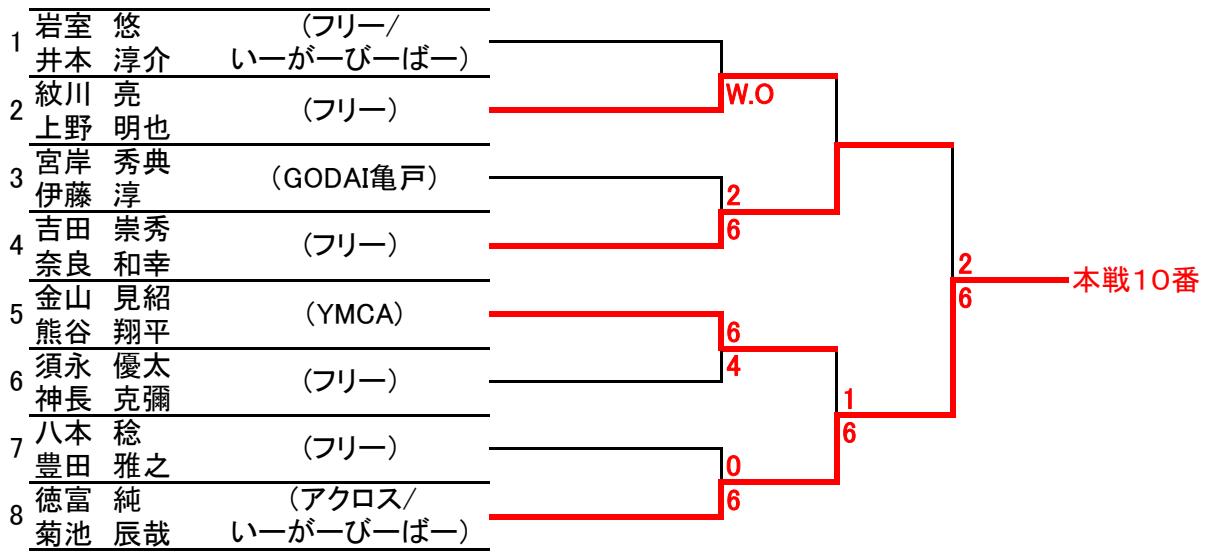 1 岩室 悠 (フリー/
井本 淳介 いーがーびーばー)
2 紋川 亮 (フリー)
上野 明也
W.O
3 宮岸 秀典 (GODAI亀戸)
伊藤 淳
2
6
4 吉田 崇秀 (フリー)
奈良 和幸
2
6
本戦10番
5 金山 見紹 (YMCA)
熊谷 翔平
6
4
6 須永 優太 (フリー)
神長 克彌
1
6
7 八本 稔 (フリー)
豊田 雅之
0
6
8 徳富 純 (アクロス/
菊池 辰哉 いーがーびーばー)